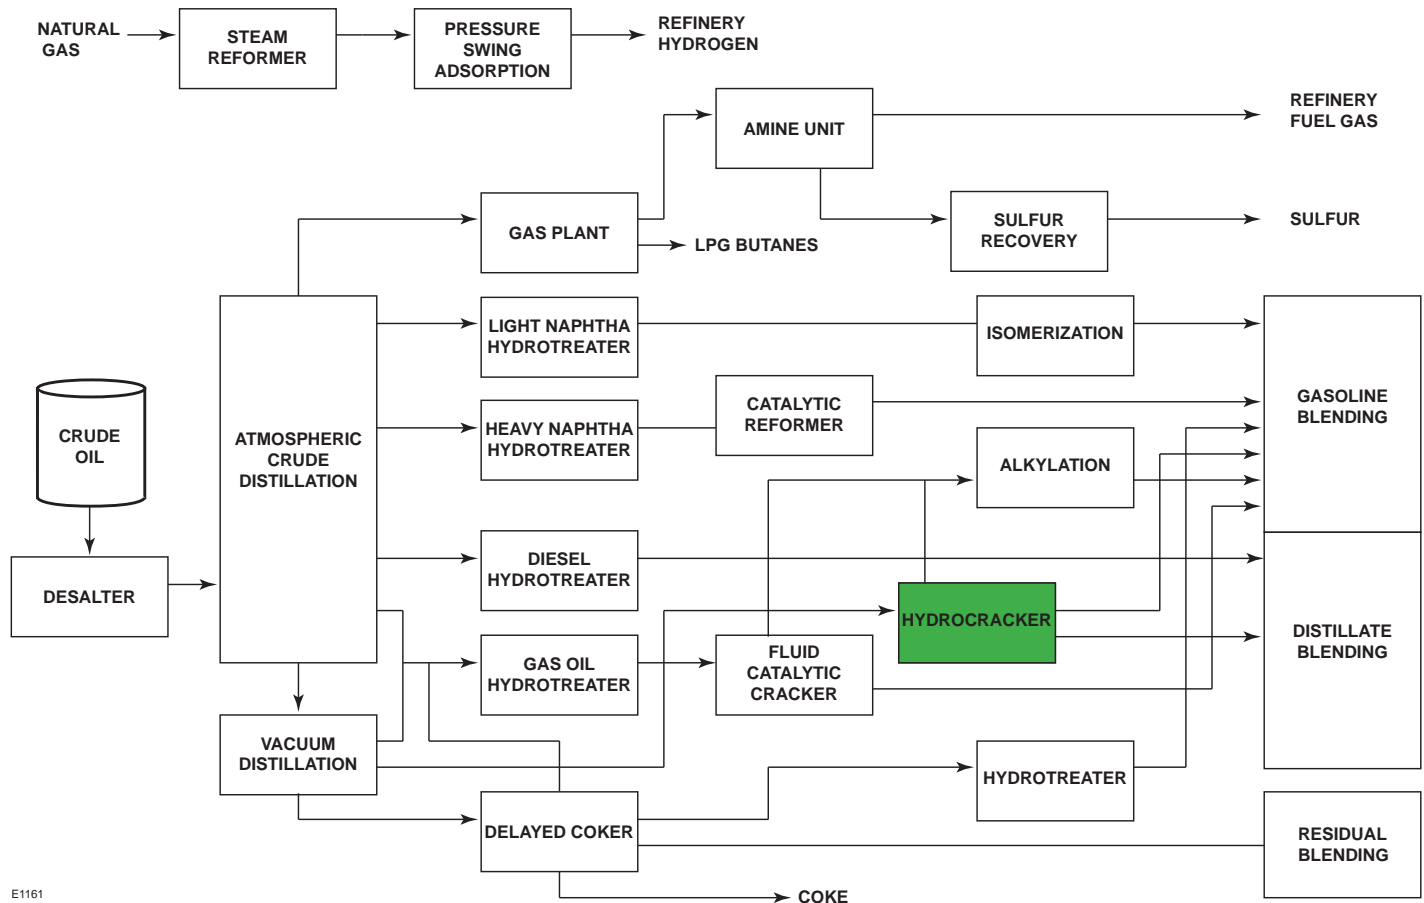 NATURAL
GAS
STEAM
REFORMER
PRESSURE
SWING
ADSORPTION
REFINERY
HYDROGEN
AMINE UNIT
REFINERY
FUEL GAS
GAS PLANT
LPG BUTANES
SULFUR
RECOVERY
SULFUR
LIGHT NAPHTHA
HYDROTREATER
ISOMERIZATION
GASOLINE
BLENDING
CRUDE
OIL
ATMOSPHERIC
CRUDE
DISTILLATION
HEAVY NAPHTHA
HYDROTREATER
CATALYTIC
REFORMER
ALKYLATION
DESALTER
DIESEL
HYDROTREATER
HYDROCRACKER
DISTILLATE
BLENDING
GAS OIL
HYDROTREATER
FLUID
CATALYTIC
CRACKER
VACUUM
DISTILLATION
HYDROTREATER
DELAYED COKER
RESIDUAL
BLENDING
COKE
E1161